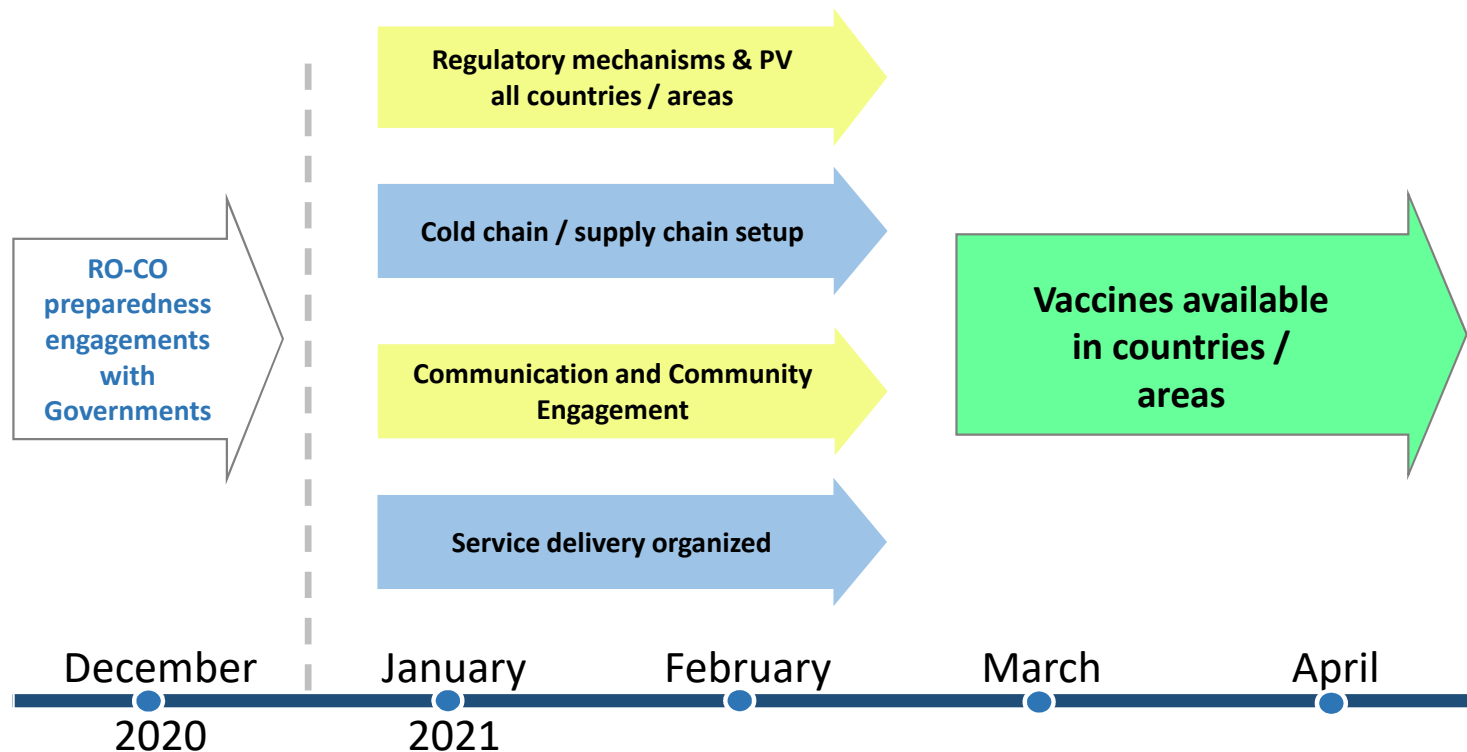 RO-CO
preparedness
engagements
with
Governments
Regulatory mechanisms & PV
all countries / areas
Cold chain / supply chain setup
Communication and Community
Engagement
Service delivery organized
Vaccines available
in countries /
areas
December
January
February
March
April
2020
2021